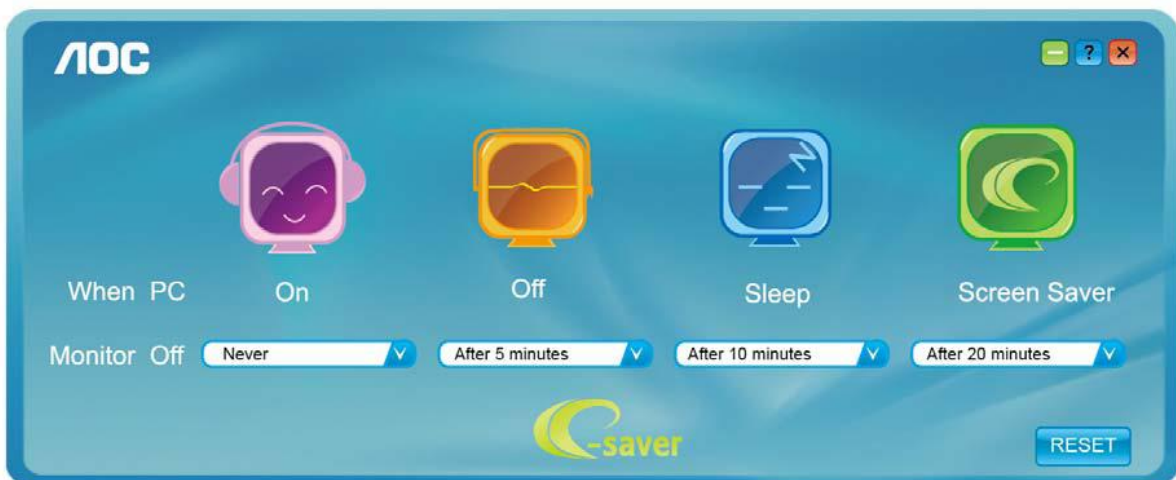 AOC
?
When PC On Off Sleep Screen Saver
Monitor Off Never After 5 minutes After 10 minutes After 20 minutes
e-saver
RESET